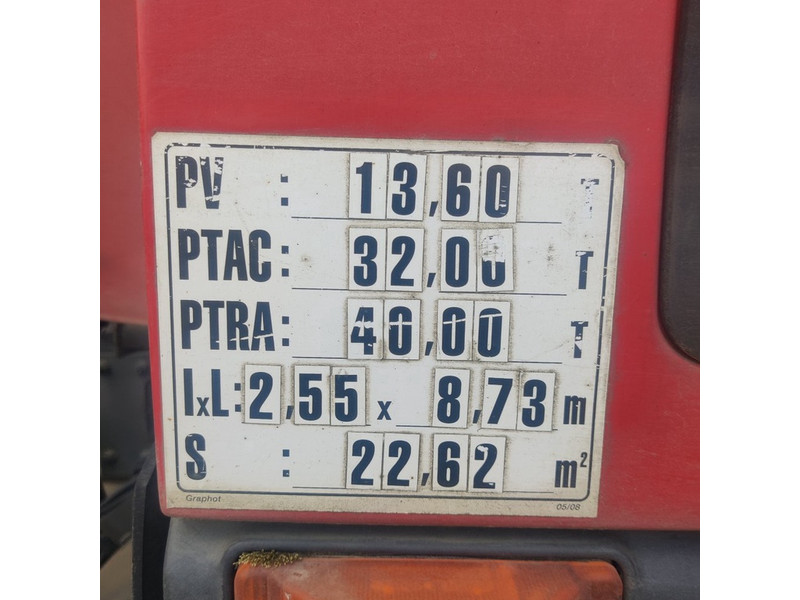 PV : 13,60 T
PTAC : 32,00 T
PTRA : 40,00 T
lxL: 2,55 x 8,73 m
S : 22,62 m²
Graphot 05/08